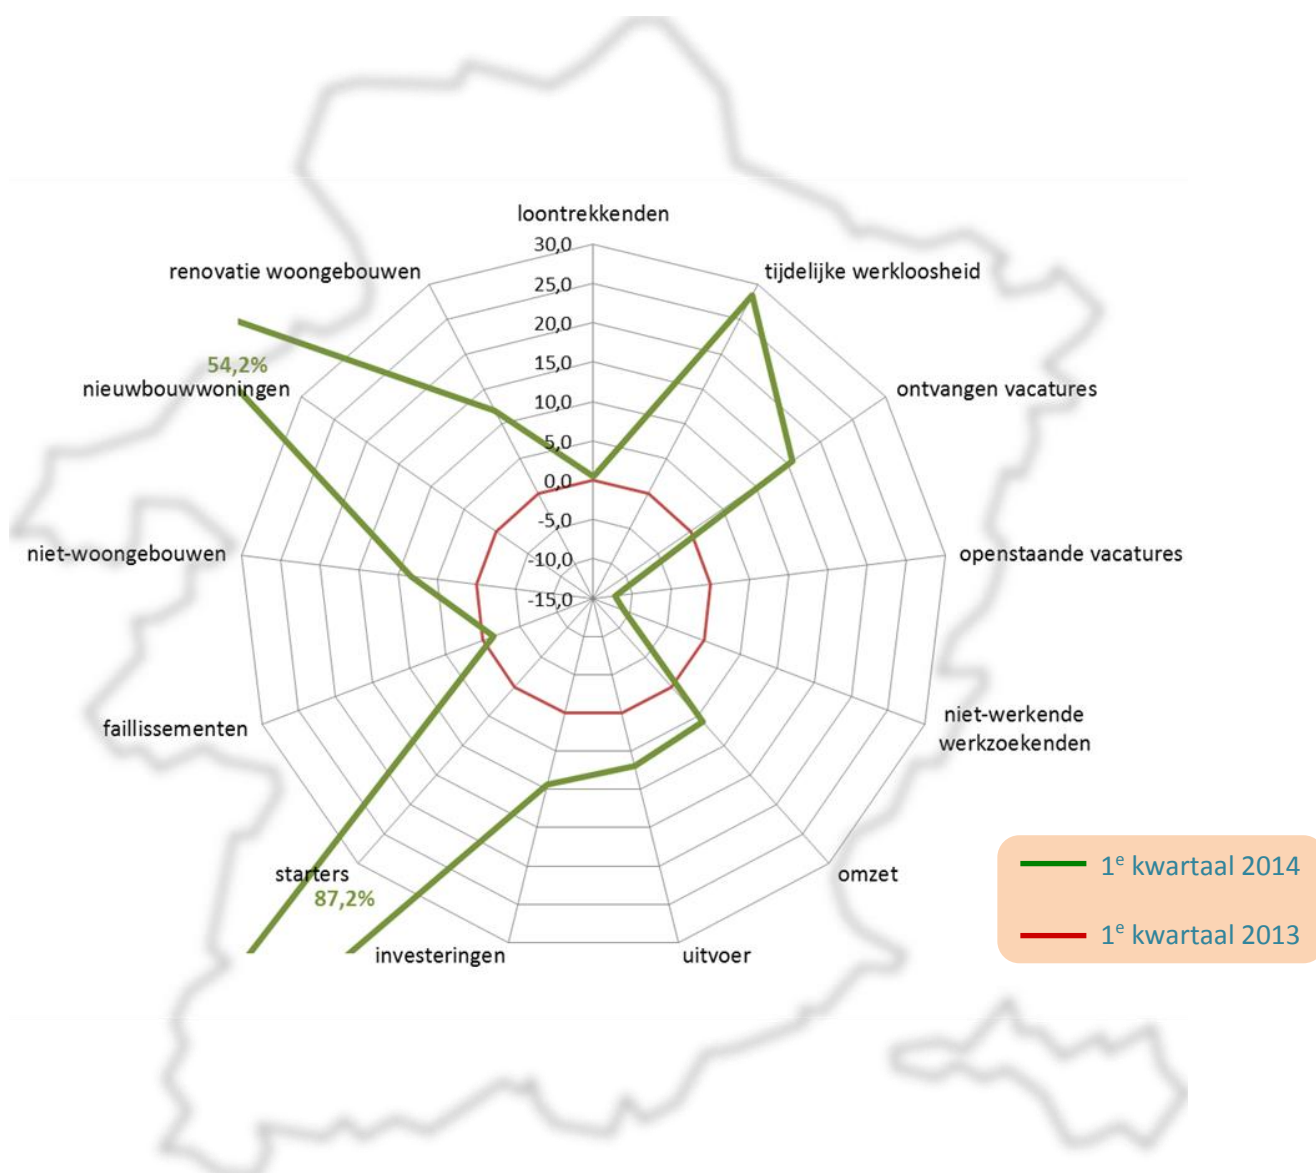 loontrekkenden
30,0
25,0
20,0
15,0
10,0
5,0
0,0
-5,0
-10,0
-15,0
tijdelijke werkloosheid
ontvangen vacatures
openstaande vacatures
niet-werkende
werkzoekenden
omzet
uitvoer
investeringen
starters
87,2%
faillissementen
niet-woongebouwen
nieuwbouwwoningen
54,2%
renovatie woongebouwen
1e kwartaal 2014
1e kwartaal 2013